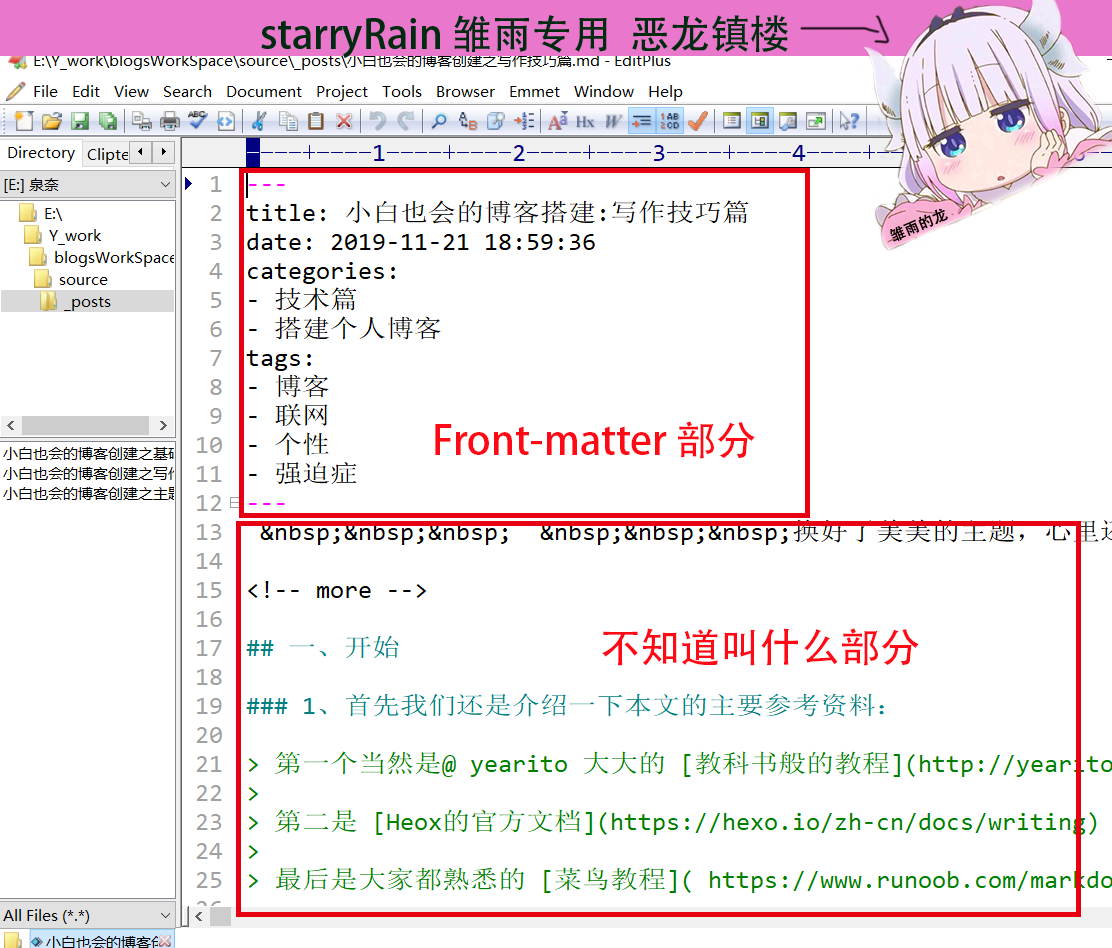 starryRain 雏雨专用 恶龙镇楼
E:\Y_work\blogsWorkSpace\source\_posts\小白也会的博客创建之写作技巧篇.md - EditPlus
File Edit View Search Document Project Tools Browser Emmet Window Help
Directory Clipte
1 2 3 4
[E:] 泉奈
E:\
Y_work
blogsWorkSpace
source
_posts
小白也会的博客创建之基础
小白也会的博客创建之写作
小白也会的博客创建之主题
All Files (*.*)
小白也会的博客创
雏雨的龙
1 ---
2 title: 小白也会的博客搭建:写作技巧篇
3 date: 2019-11-21 18:59:36
4 categories:
5 - 技术篇
6 - 搭建个人博客
7 tags:
8 - 博客
9 - 联网
10 - 个性
11 - 强迫症
12 ---
Front-matter 部分
13 &nbsp;&nbsp;&nbsp; &nbsp;&nbsp;&nbsp;换好了美美的主题，心里还
14
15 <!-- more -->
16
17 ## 一、开始
不知道叫什么部分
18
19 ### 1、首先我们还是介绍一下本文的主要参考资料：
20
21 > 第一个当然是@ yearito 大大的 [教科书般的教程](http://yearito
22 >
23 > 第二是 [Heox的官方文档](https://hexo.io/zh-cn/docs/writing)
24 >
25 > 最后是大家都熟悉的 [菜鸟教程]( https://www.runoob.com/markdo